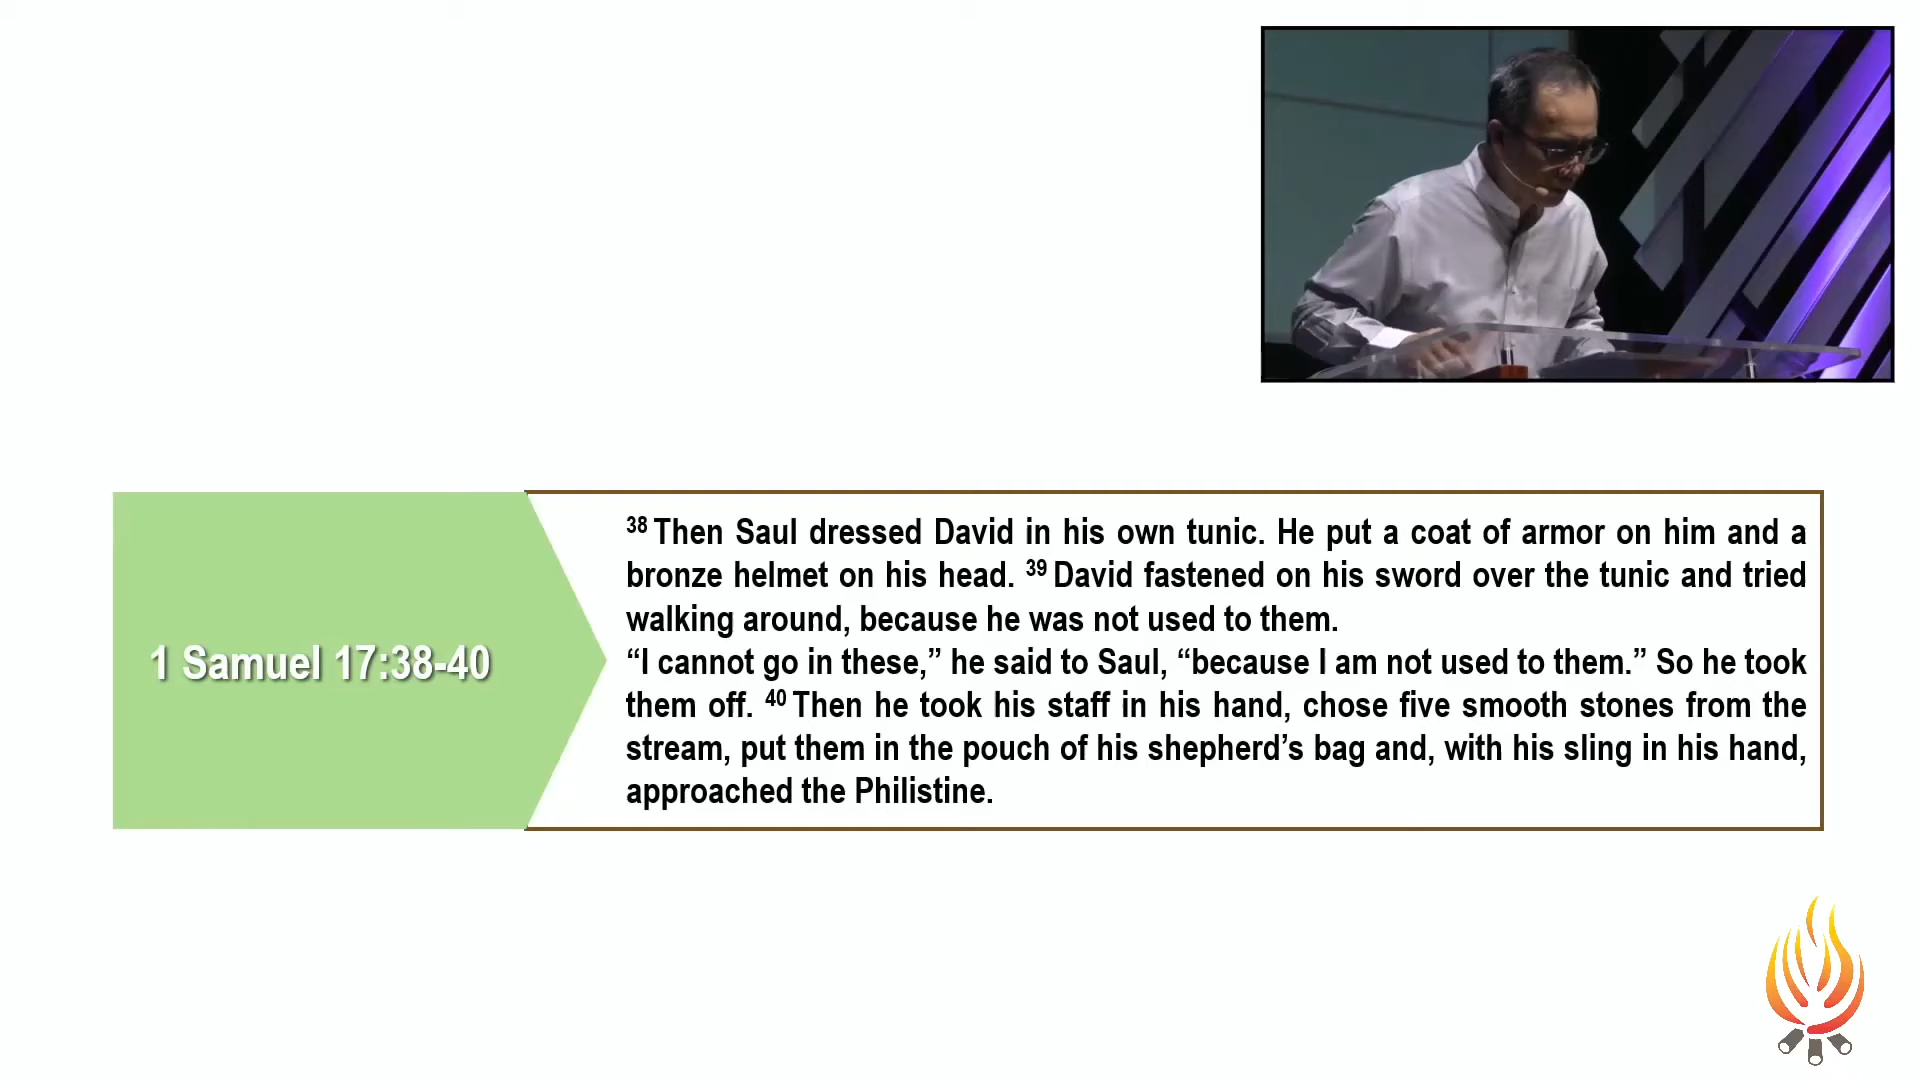 1 Samuel 17:38-40
38 Then Saul dressed David in his own tunic. He put a coat of armor on him and a
bronze helmet on his head. 39 David fastened on his sword over the tunic and tried
walking around, because he was not used to them.
“I cannot go in these,” he said to Saul, “because I am not used to them.” So he took
them off. 40 Then he took his staff in his hand, chose five smooth stones from the
stream, put them in the pouch of his shepherd’s bag and, with his sling in his hand,
approached the Philistine.